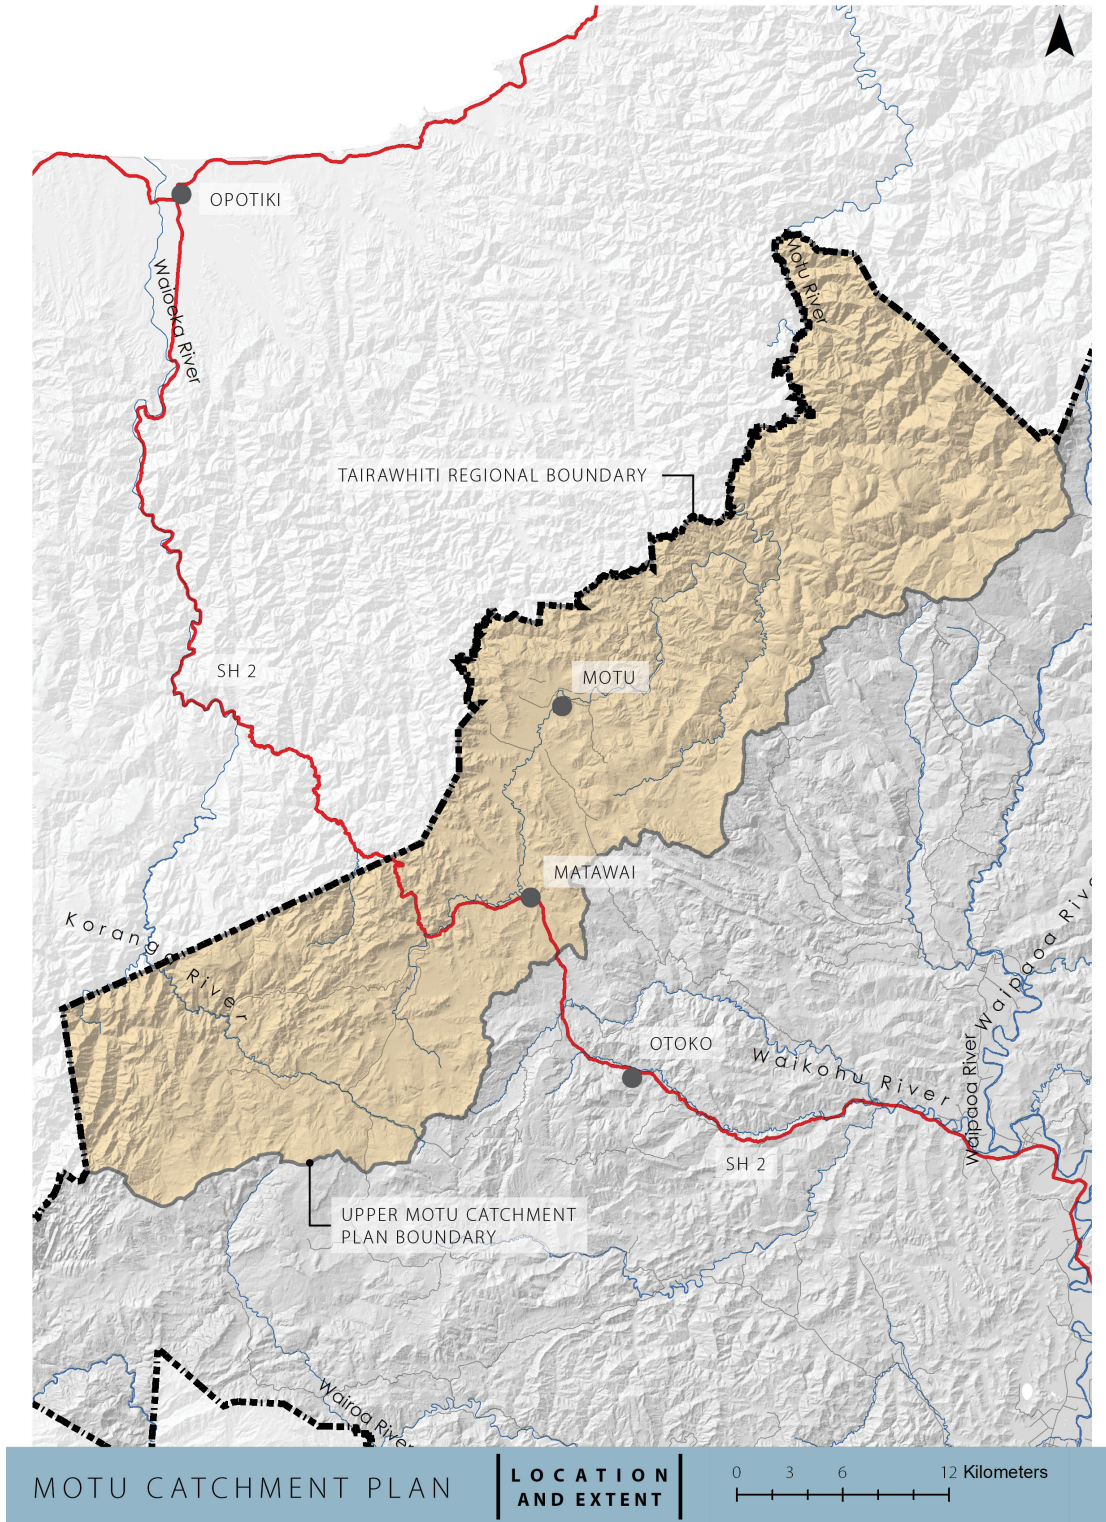 OPOTIKI
Motu River
Waioeka River
TAIRAWHITI REGIONAL BOUNDARY
SH 2
MOTU
MATAWAI
Koranga River
Waipaoa Rive
OTOKO
Waikohu River
Waipaoa River
SH 2
UPPER MOTU CATCHMENT
PLAN BOUNDARY
Wairoa River
MOTU CATCHMENT PLAN
LOCATION
AND EXTENT
0 3 6 12 Kilometers